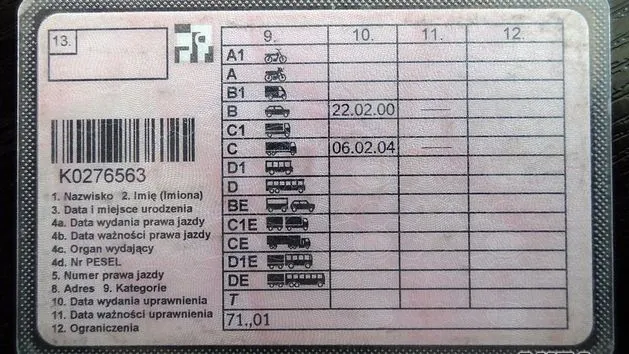 13.
9. 10. 11. 12.
A1
A
B1
B 22.02.00 —
C1
C 06.02.04 —
D1
D
BE
C1E
CE
D1E
DE
T
71.,01
K0276563
1. Nazwisko 2. Imię (Imiona)
3. Data i miejsce urodzenia
4a. Data wydania prawa jazdy
4b. Data ważności prawa jazdy
4c. Organ wydający
4d. Nr PESEL
5. Numer prawa jazdy
8. Adres 9. Kategorie
10. Data wydania uprawnienia
11. Data ważności uprawnienia
12. Ograniczenia